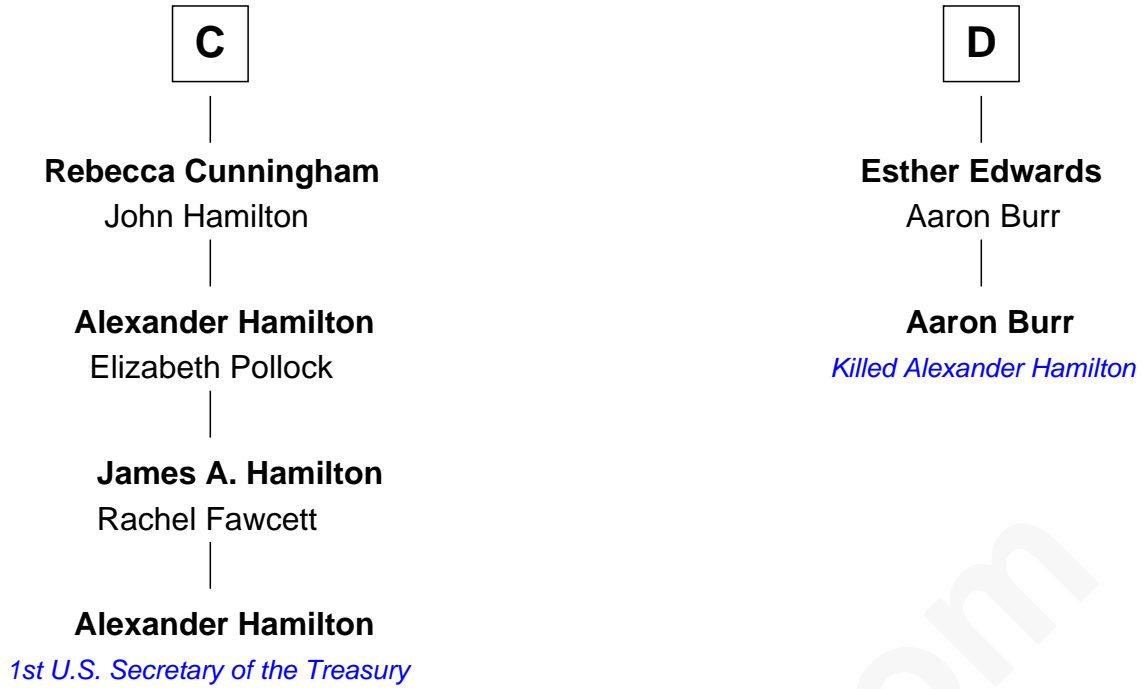 C
Rebecca Cunningham
John Hamilton
Alexander Hamilton
Elizabeth Pollock
James A. Hamilton
Rachel Fawcett
Alexander Hamilton
1st U.S. Secretary of the Treasury
D
Esther Edwards
Aaron Burr
Aaron Burr
Killed Alexander Hamilton
om